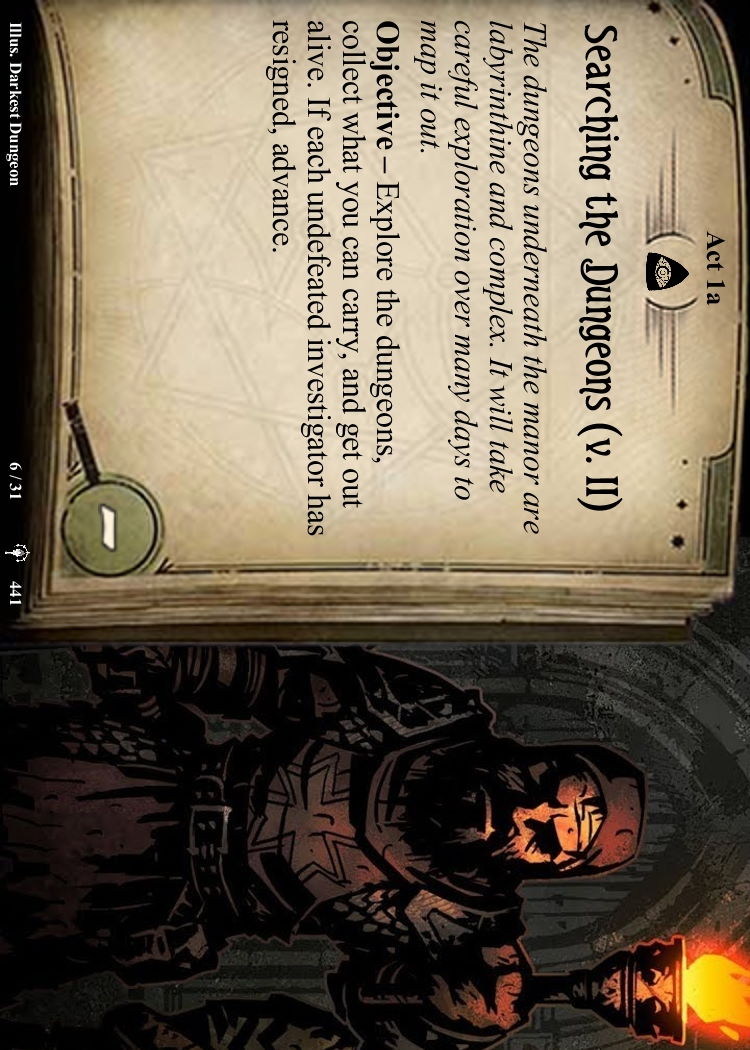 Act 1a
Searching the Dungeons (v. II)
The dungeons underneath the manor are
labyrinthine and complex. It will take
careful exploration over many days to
map it out.
Objective – Explore the dungeons,
collect what you can carry, and get out
alive. If each undefeated investigator has
resigned, advance.
–
Illus. Darkest Dungeon
6 / 31
441